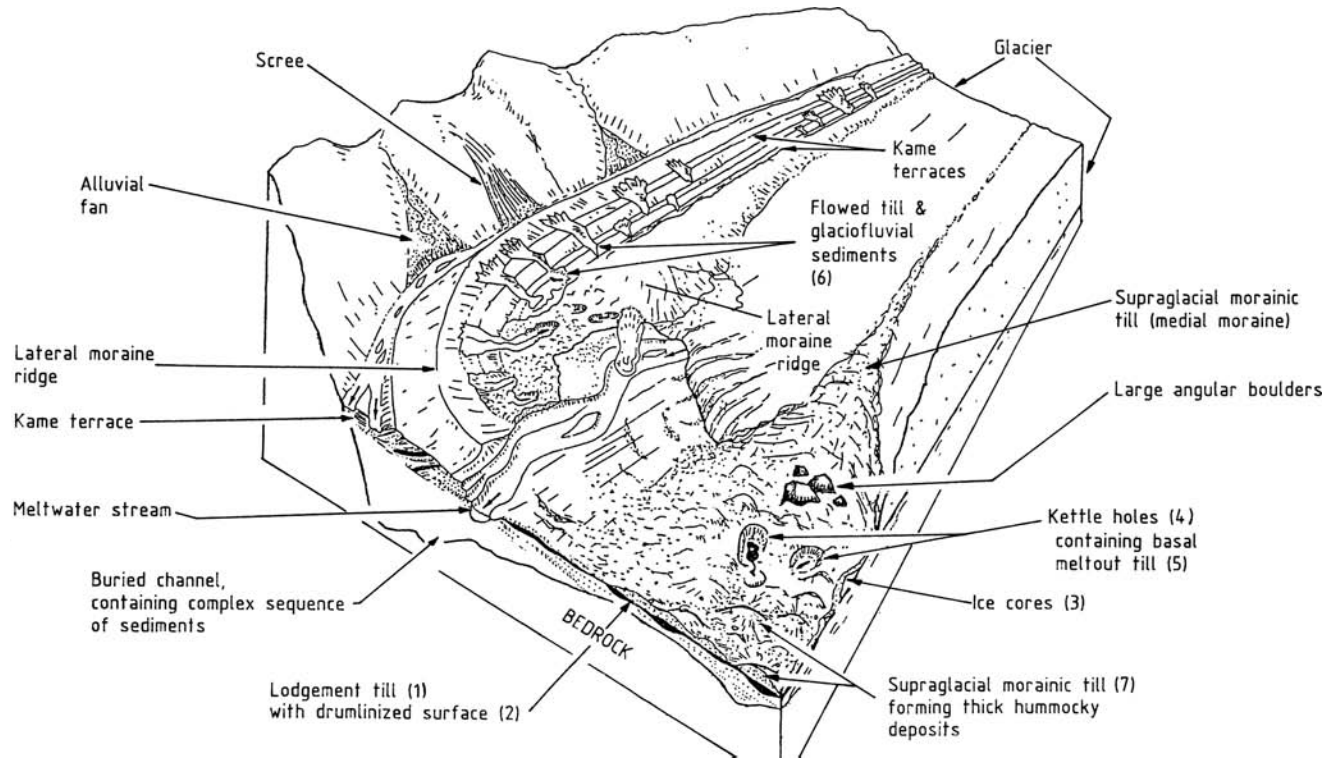 Glacier
Scree
Kame
terraces
Alluvial
fan
Flowed till &
glaciofluvial
sediments
(6)
Supraglacial morainic
till (medial moraine)
Lateral
moraine
ridge
Lateral moraine
ridge
Large angular boulders
Kame terrace
Meltwater stream
Kettle holes (4)
containing basal
meltout till (5)
Buried channel,
containing complex sequence
of sediments
Ice cores (3)
BEDROCK
Lodgement till (1)
with drumlinized surface (2)
Supraglacial morainic till (7)
forming thick hummocky
deposits